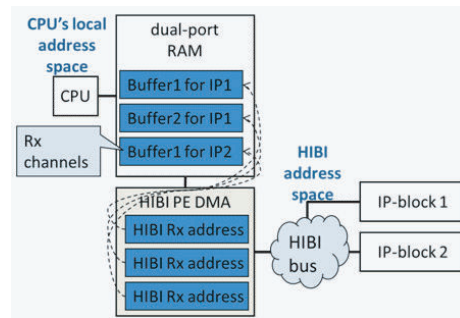 CPU's local
address
space
dual-port
RAM
CPU
Buffer1 for IP1
Buffer2 for IP1
Buffer1 for IP2
Rx
channels
HIBI
address
space
HIBI PE DMA
HIBI Rx address
HIBI Rx address
HIBI Rx address
HIBI
bus
IP-block 1
IP-block 2